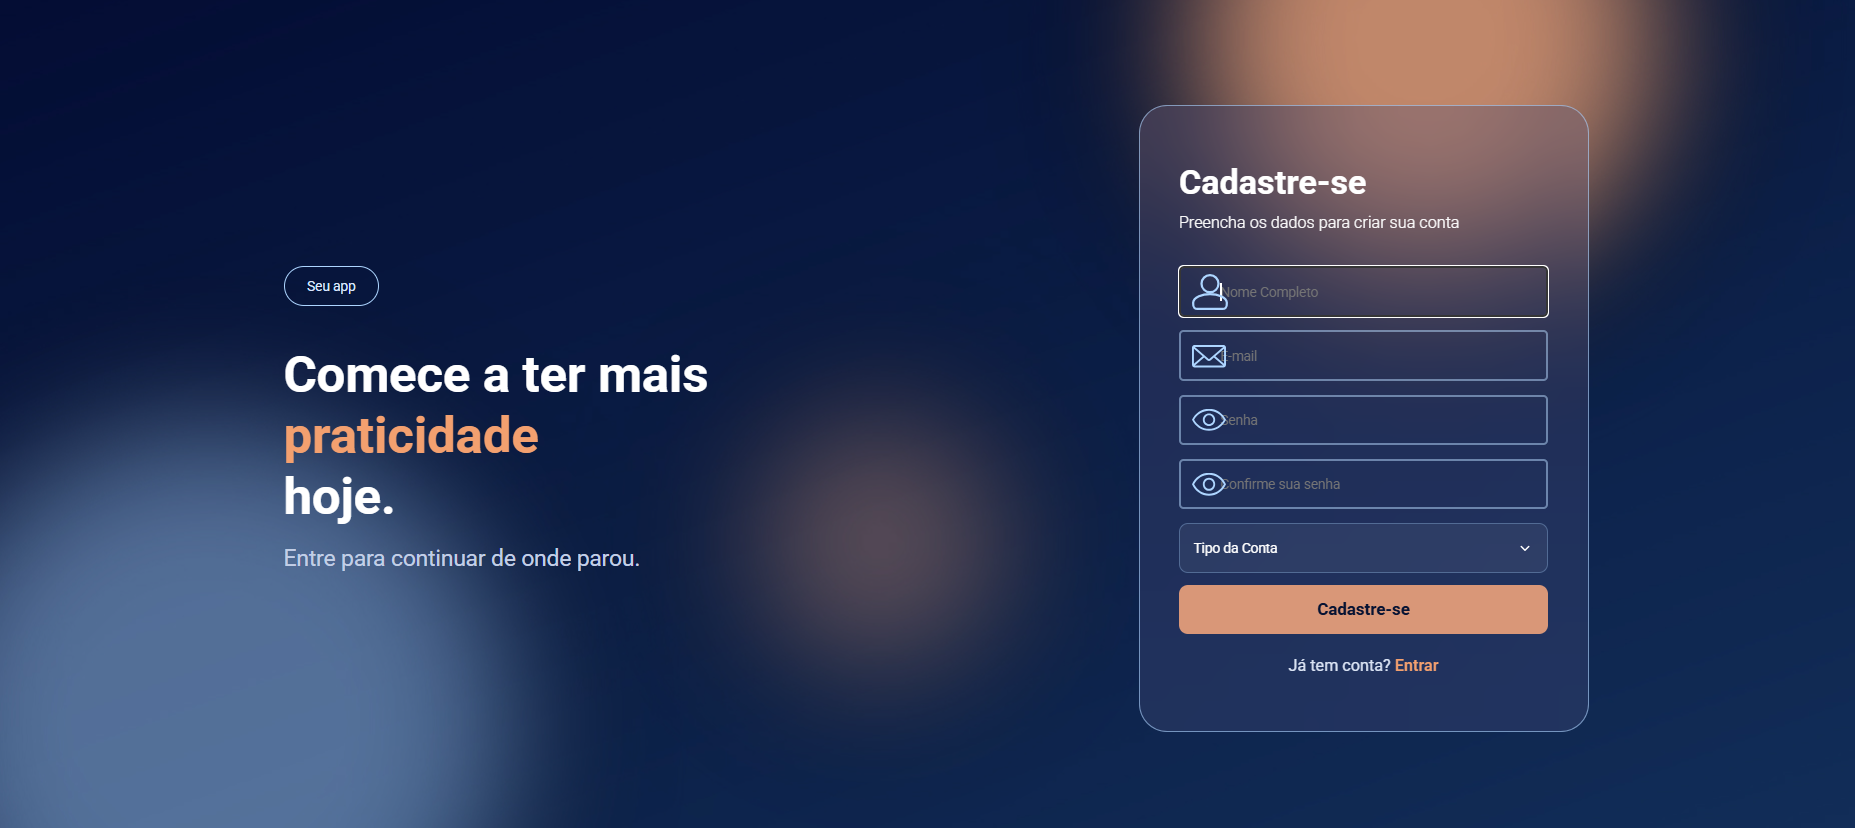 Seu app
Comece a ter mais
praticidade
hoje.
Entre para continuar de onde parou.
Cadastre-se
Preencha os dados para criar sua conta
Nome Completo
E-mail
Senha
Confirme sua senha
Tipo da Conta
Cadastre-se
Já tem conta? Entrar